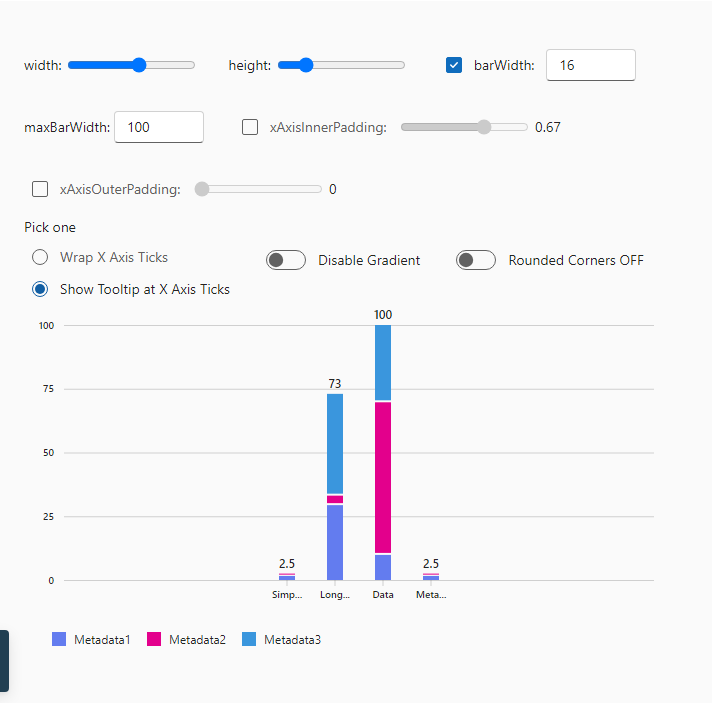 width:
height:
barWidth:
16
maxBarWidth:
100
xAxisInnerPadding:
0.67
xAxisOuterPadding:
0
Pick one
Wrap X Axis Ticks
Disable Gradient
Rounded Corners OFF
Show Tooltip at X Axis Ticks
100
100
75
73
50
25
2.5
2.5
0
Simp...
Long...
Data
Meta...
Metadata1
Metadata2
Metadata3